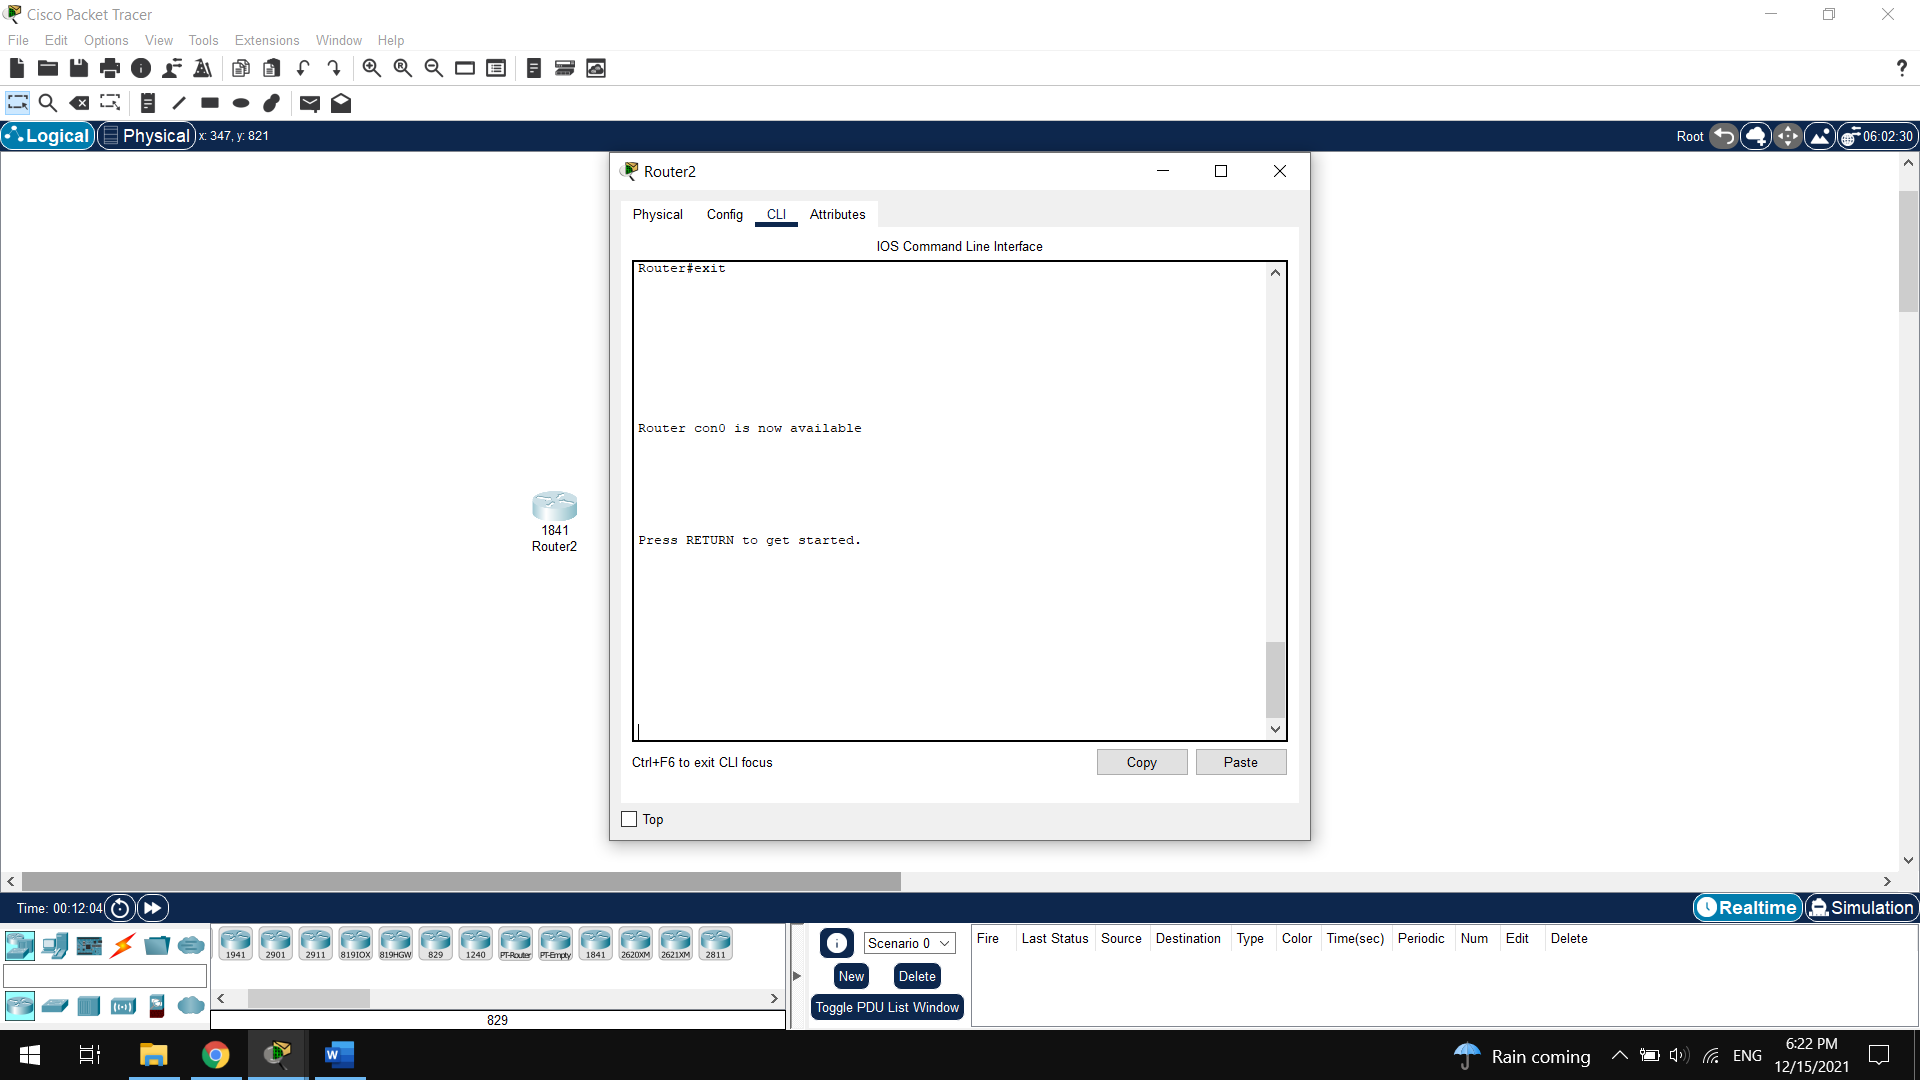 Cisco Packet Tracer
File Edit Options View Tools Extensions Window Help
?
Logical Physical x: 347, y: 821 Root 06:02:30
Router2
Physical Config CLI Attributes
IOS Command Line Interface
Router#exit
Router con0 is now available
Press RETURN to get started.
Ctrl+F6 to exit CLI focus Copy Paste
Top
1841
Router2
Time: 00:12:04 Realtime Simulation
1941 2901 2911 819IOX 819HGW 829 1240 PT-Router PT-Empty 1841 2620XM 2621XM 2811
829
Scenario 0
New Delete
Toggle PDU List Window
Fire Last Status Source Destination Type Color Time(sec) Periodic Num Edit Delete
Rain coming ENG 6:22 PM
12/15/2021